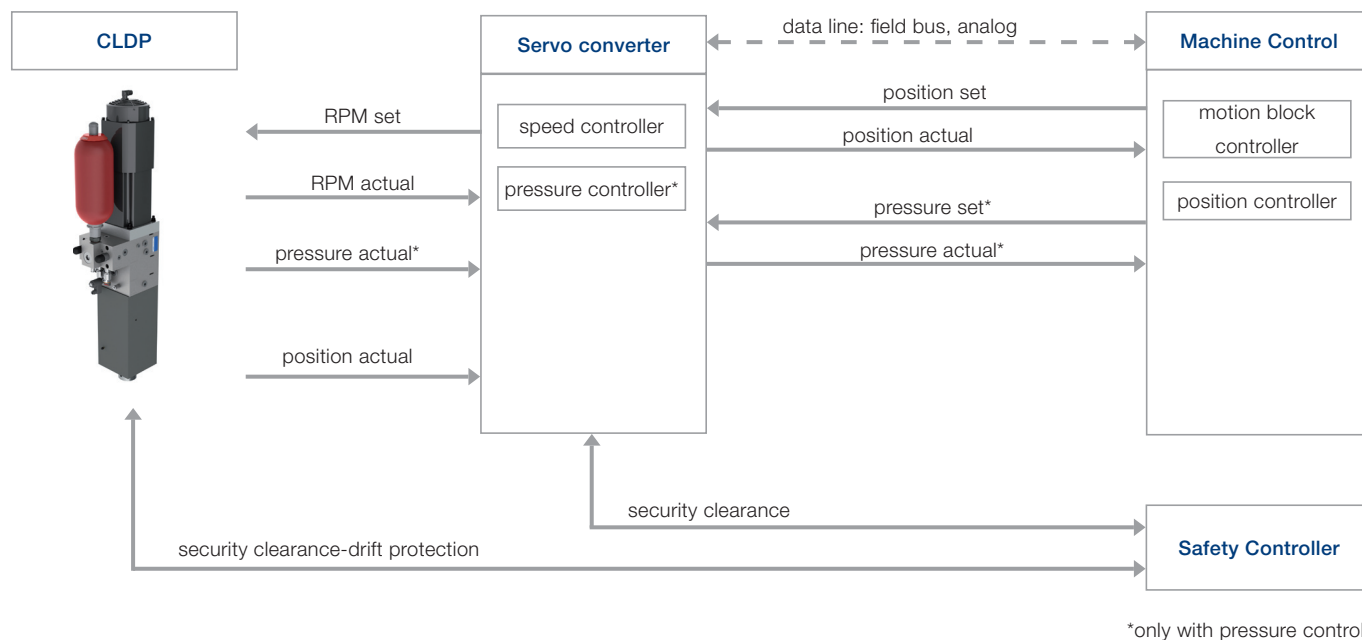 CLDP
Servo converter
data line: field bus, analog
Machine Control
RPM set
speed controller
position set
motion block
controller
position actual
RPM actual
pressure controller*
pressure set*
position controller
pressure actual*
pressure actual*
position actual
security clearance
security clearance-drift protection
Safety Controller
*only with pressure control